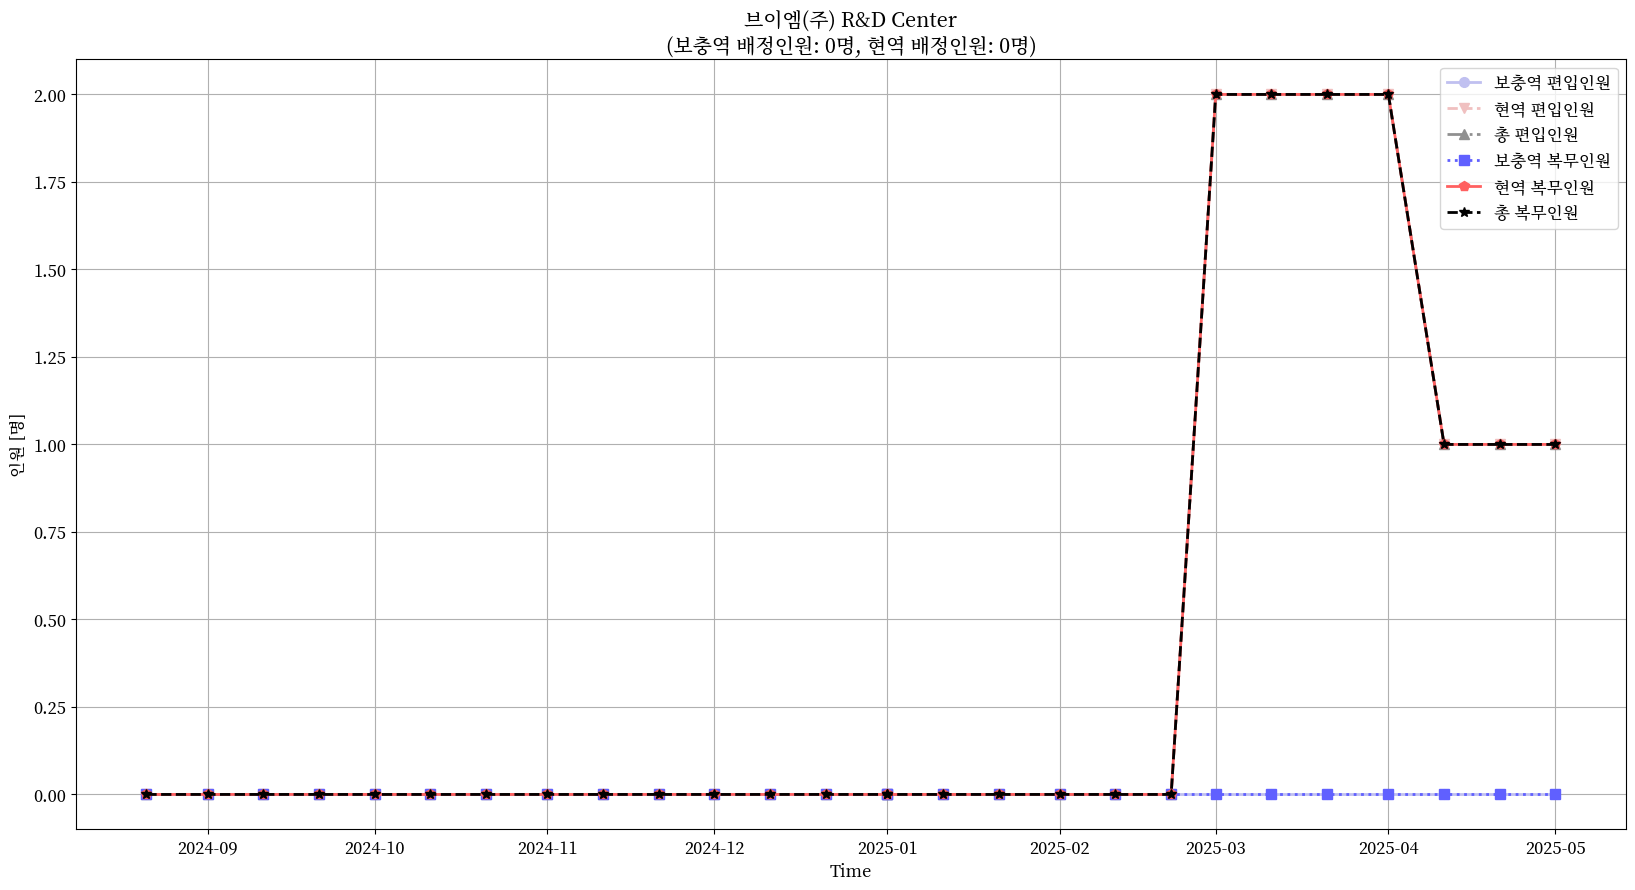 브이엠(주) R&D Center
(보충역 배정인원: 0명, 현역 배정인원: 0명)
보충역 편입인원
현역 편입인원
총 편입인원
보충역 복무인원
현역 복무인원
총 복무인원
인원 [명]
2.00
1.75
1.50
1.25
1.00
0.75
0.50
0.25
0.00
2024-09
2024-10
2024-11
2024-12
2025-01
2025-02
2025-03
2025-04
2025-05
Time